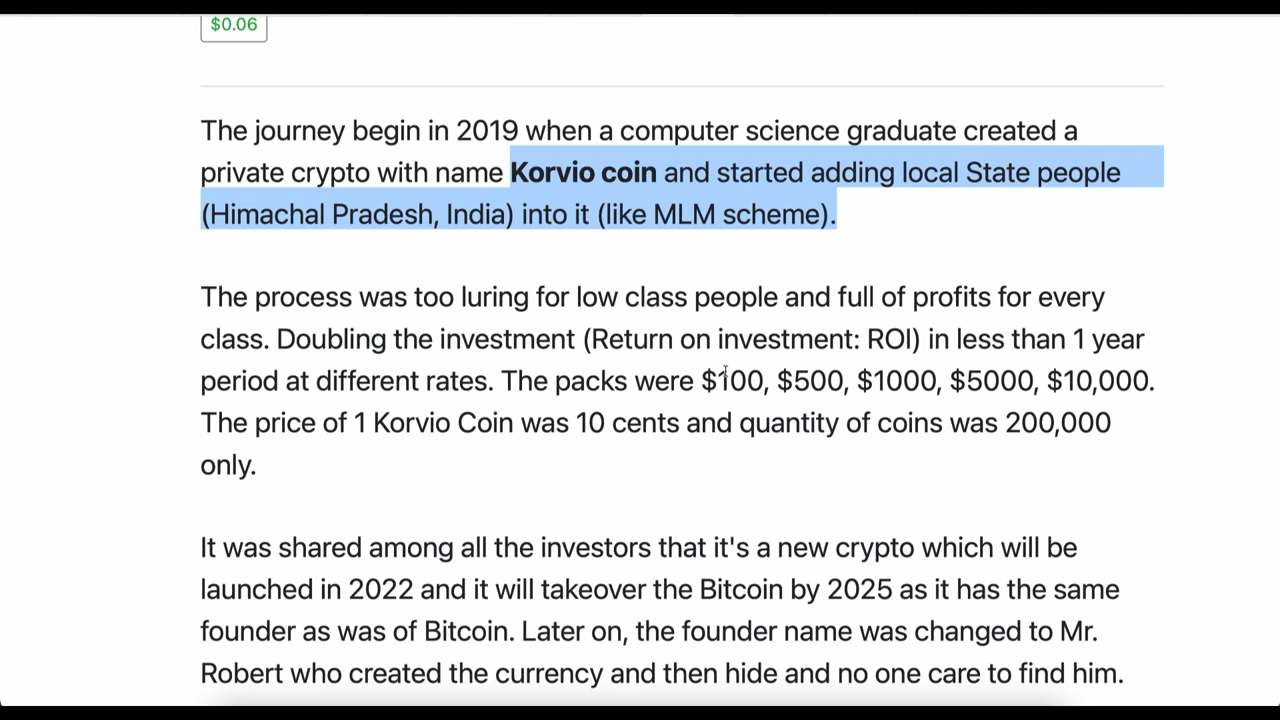 $0.06
The journey begin in 2019 when a computer science graduate created a
private crypto with name Korvio coin and started adding local State people
(Himachal Pradesh, India) into it (like MLM scheme).
The process was too luring for low class people and full of profits for every
class. Doubling the investment (Return on investment: ROI) in less than 1 year
period at different rates. The packs were $100, $500, $1000, $5000, $10,000.
The price of 1 Korvio Coin was 10 cents and quantity of coins was 200,000
only.
It was shared among all the investors that it's a new crypto which will be
launched in 2022 and it will takeover the Bitcoin by 2025 as it has the same
founder as was of Bitcoin. Later on, the founder name was changed to Mr.
Robert who created the currency and then hide and no one care to find him.